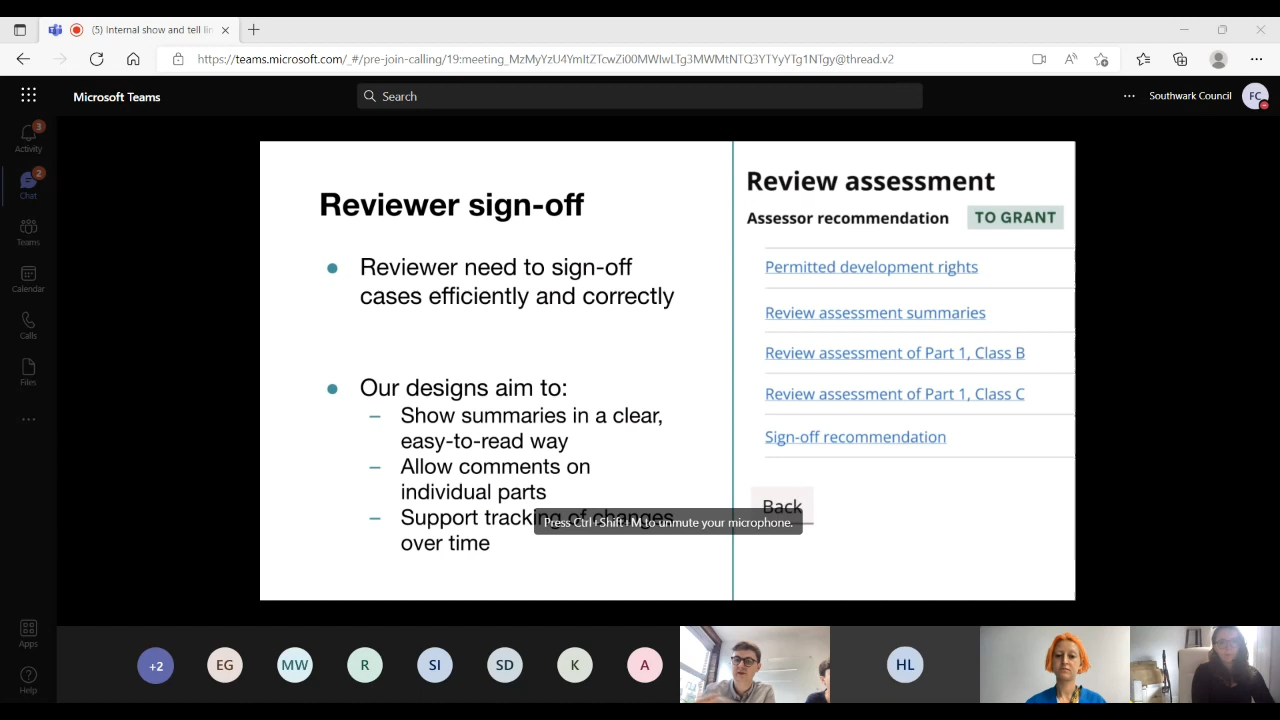 (5) Internal show and tell lin
https://teams.microsoft.com/_#/pre-join-calling/19:meeting_MzMyYzU4YmItZTcwZi00MWIwLTg3MWMtNTQ3YTYyYTg1NTgy@thread.v2
Microsoft Teams
Search
Southwark Council
FC
3
Activity
2
Chat
Teams
Calendar
Calls
Files
Apps
Help
Reviewer sign-off
Reviewer need to sign-off
cases efficiently and correctly
Our designs aim to:
– Show summaries in a clear,
easy-to-read way
– Allow comments on
individual parts
– Support tracking of changes
over time
Review assessment
Assessor recommendation TO GRANT
Permitted development rights
Review assessment summaries
Review assessment of Part 1, Class B
Review assessment of Part 1, Class C
Sign-off recommendation
Back
Press Ctrl+Shift+M to unmute your microphone.
+2 EG MW R SI SD K A HL